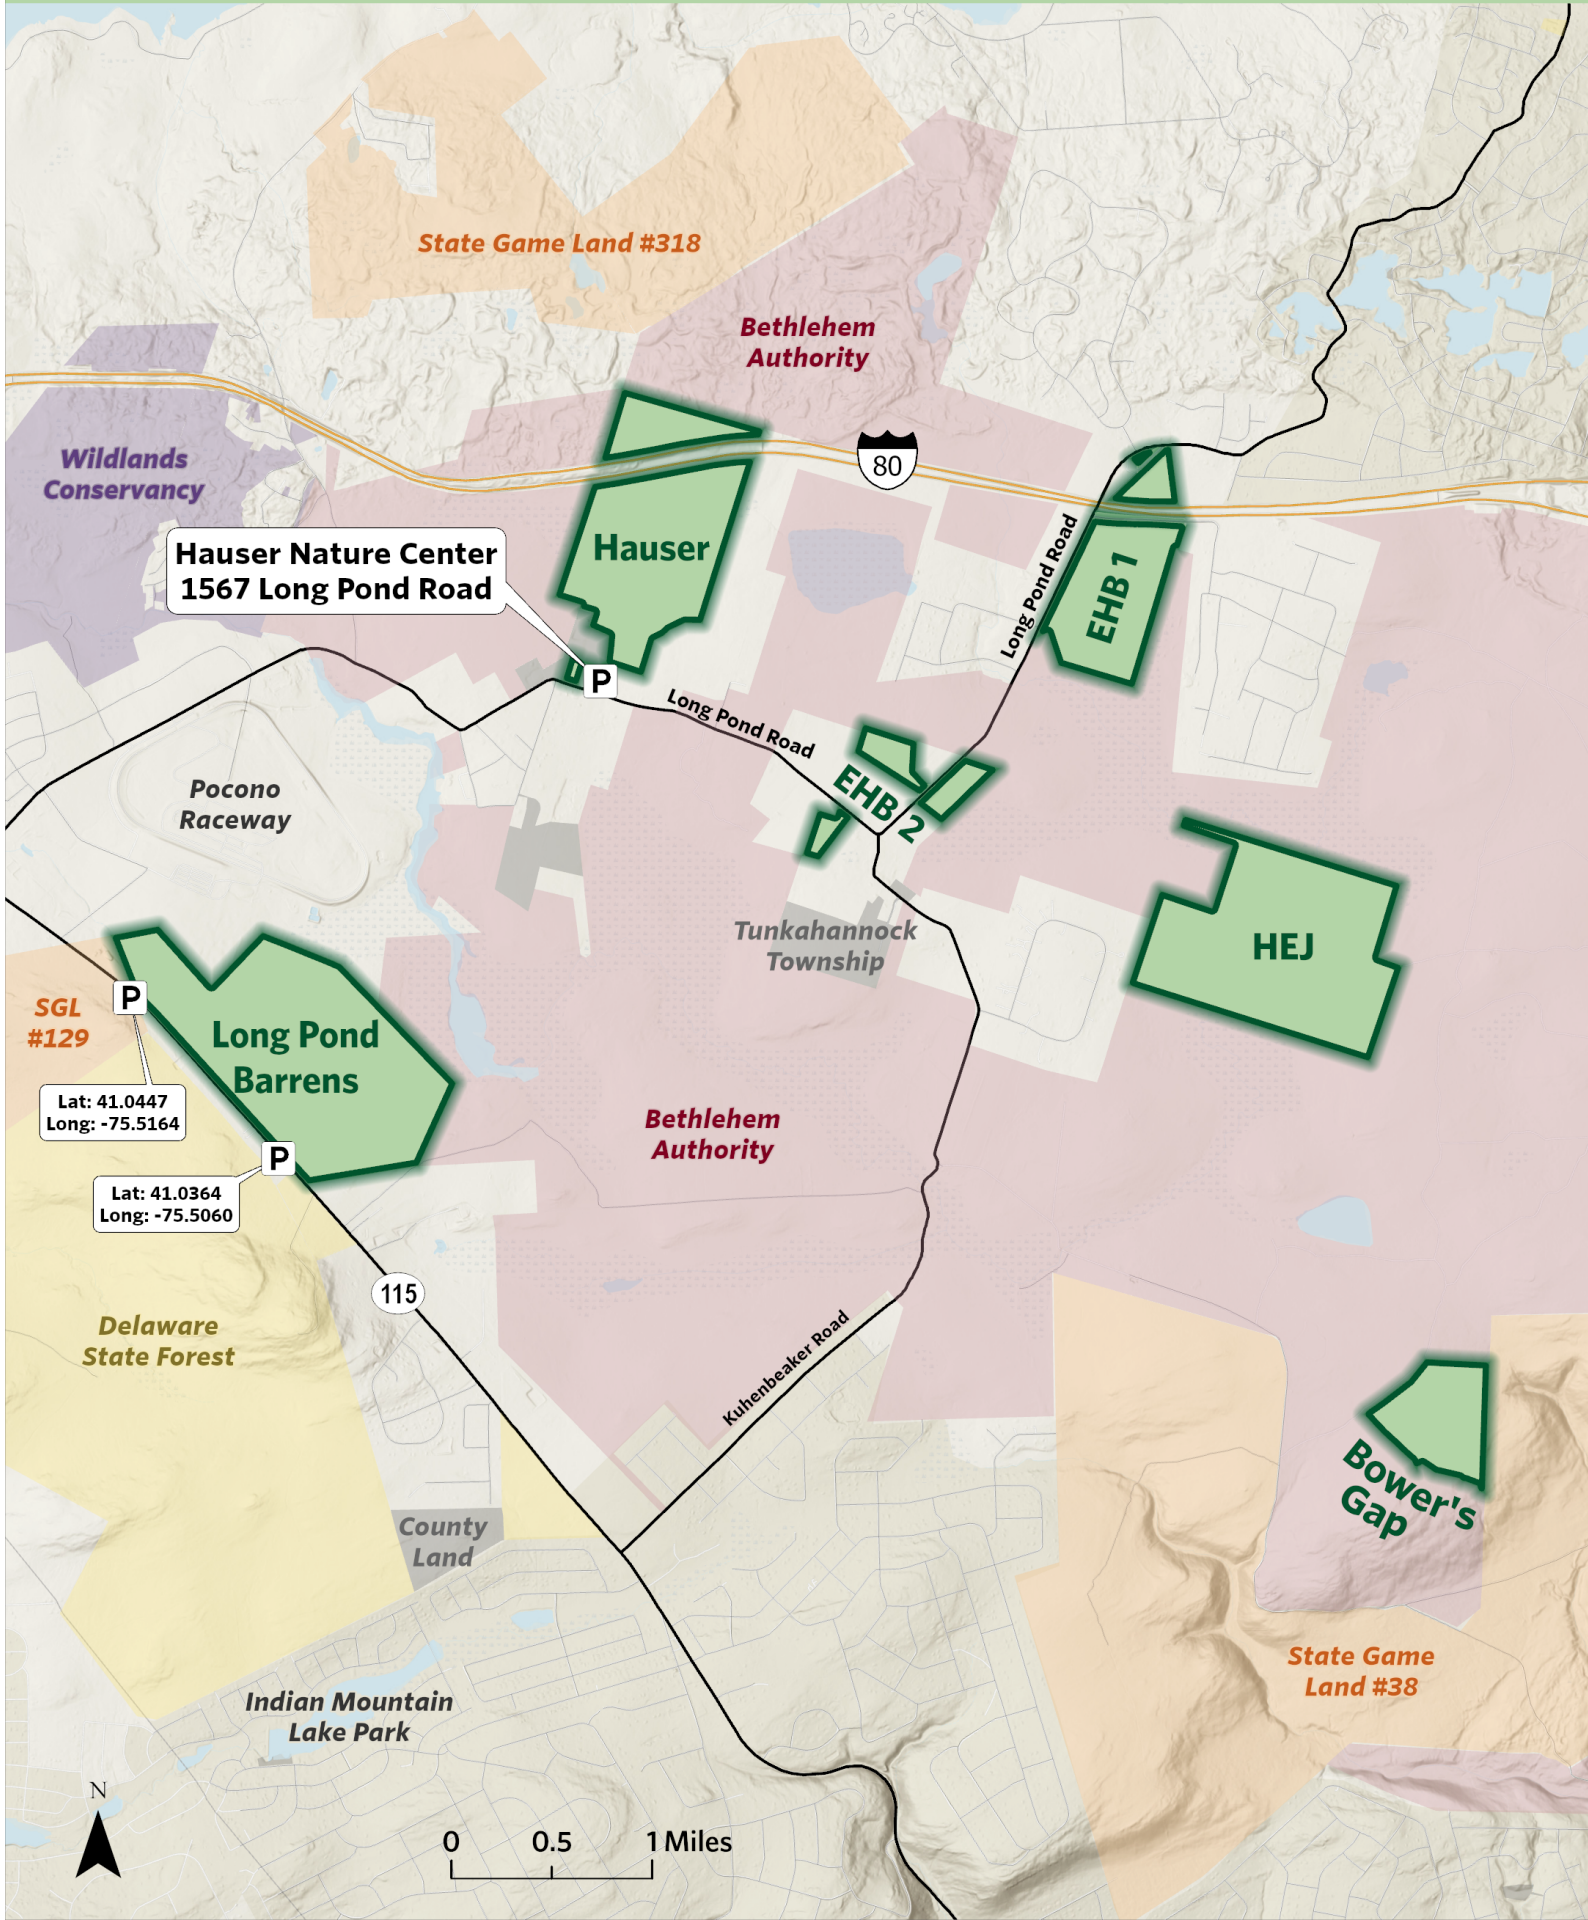 State Game Land #318
Bethlehem
Authority
Wildlands
Conservancy
80
Hauser Nature Center
1567 Long Pond Road
Hauser
Long Pond Road
EHB 1
P
Long Pond Road
Pocono
Raceway
EHB 2
Tunkahannock
Township
HEJ
SGL
#129
P
Long Pond
Barrens
Lat: 41.0447
Long: -75.5164
Bethlehem
Authority
P
Lat: 41.0364
Long: -75.5060
115
Delaware
State Forest
Kuhenbeaker Road
Bower's
Gap
County
Land
State Game
Land #38
Indian Mountain
Lake Park
N
0 0.5 1 Miles